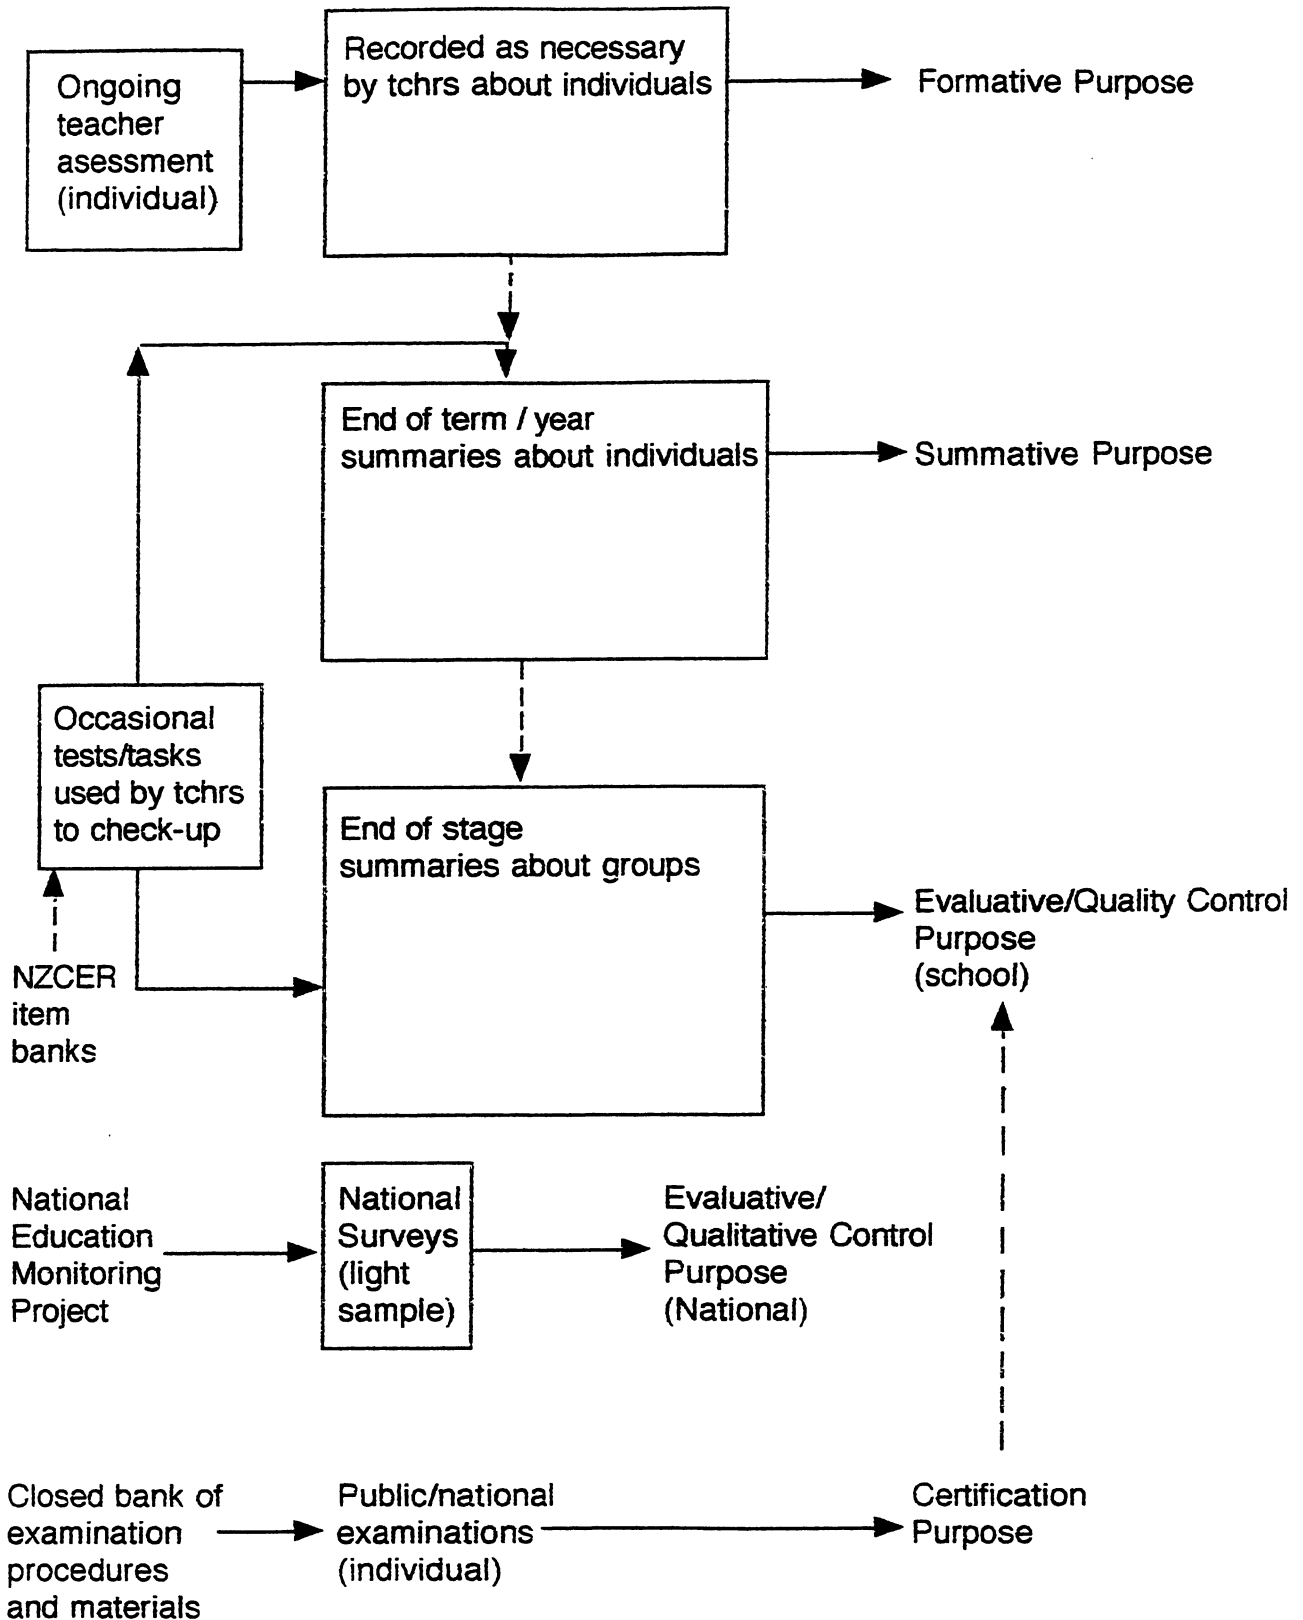 Ongoing
teacher
asessment
(individual)
Recorded as necessary
by tchrs about individuals
Formative Purpose
End of term / year
summaries about individuals
Summative Purpose
Occasional
tests/tasks
used by tchrs
to check-up
NZCER
item
banks
End of stage
summaries about groups
Evaluative/Quality Control
Purpose
(school)
National
Education
Monitoring
Project
National
Surveys
(light
sample)
Evaluative/
Qualitative Control
Purpose
(National)
Closed bank of
examination
procedures
and materials
Public/national
examinations
(individual)
Certification
Purpose